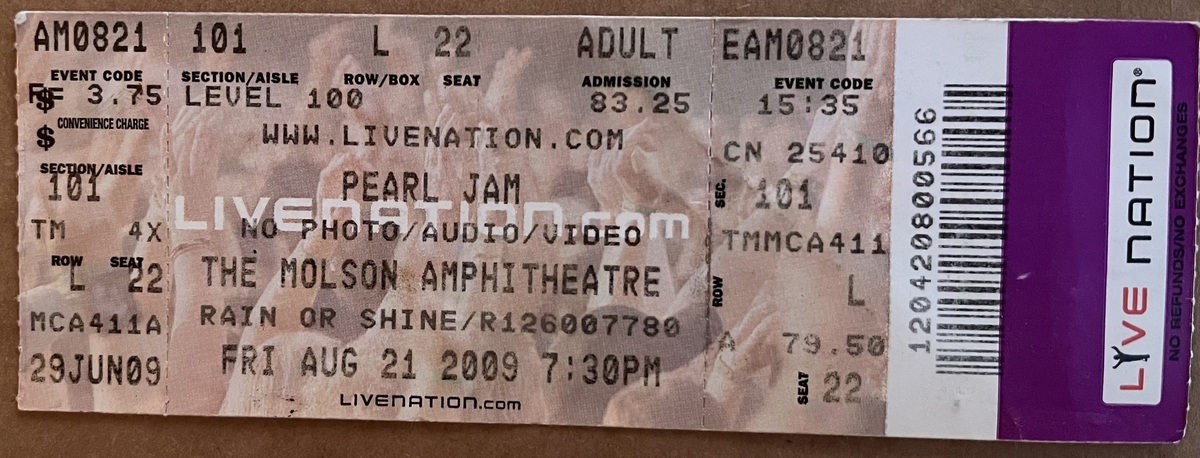 AM0821
EVENT CODE
$ 3.75
$ CONVENIENCE CHARGE
SECTION/AISLE
101
TM 4X
ROW SEAT
L 22
MCA411A
29JUN09
101 L 22 ADULT
SECTION/AISLE ROW/BOX SEAT ADMISSION
LEVEL 100 83.25
WWW.LIVENATION.COM
PEARL JAM
LIVENATION.com
NO PHOTO/AUDIO/VIDEO
THE MOLSON AMPHITHEATRE
RAIN OR SHINE/R126007780
FRI AUG 21 2009 7:30PM
LIVENATION.com
EAM0821
EVENT CODE
15:35
CN 25410
SEC. 101
TMMCA411
ROW L
A 79.50
SEAT 22
120420800566
LIVE NATION®
NO REFUNDS/NO EXCHANGES